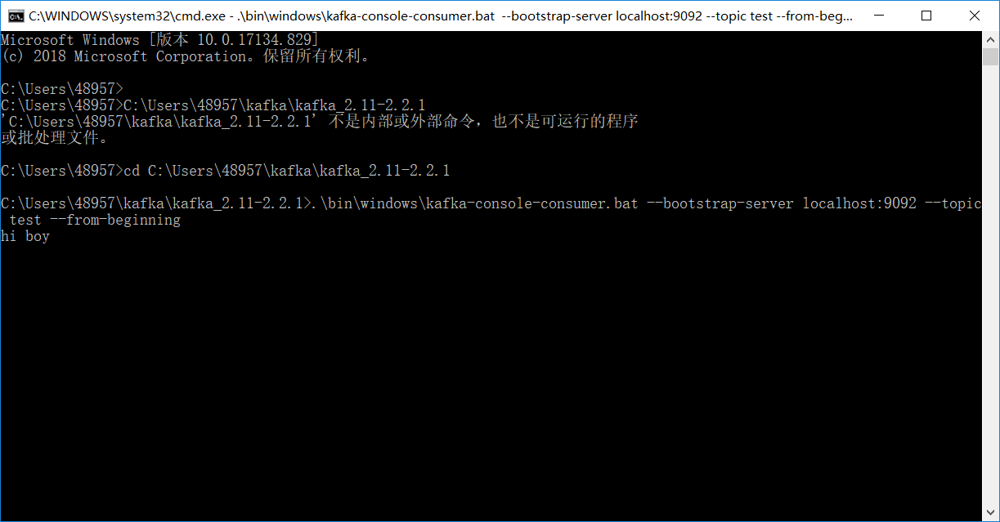 C:\WINDOWS\system32\cmd.exe - .\bin\windows\kafka-console-consumer.bat  --bootstrap-server localhost:9092 --topic test --from-beg...
Microsoft Windows [版本 10.0.17134.829]
(c) 2018 Microsoft Corporation。保留所有权利。
C:\Users\48957>
C:\Users\48957>C:\Users\48957\kafka\kafka_2.11-2.2.1
'C:\Users\48957\kafka\kafka_2.11-2.2.1' 不是内部或外部命令，也不是可运行的程序
或批处理文件。
C:\Users\48957>cd C:\Users\48957\kafka\kafka_2.11-2.2.1
C:\Users\48957\kafka\kafka_2.11-2.2.1>.\bin\windows\kafka-console-consumer.bat --bootstrap-server localhost:9092 --topic
 test --from-beginning
hi boy